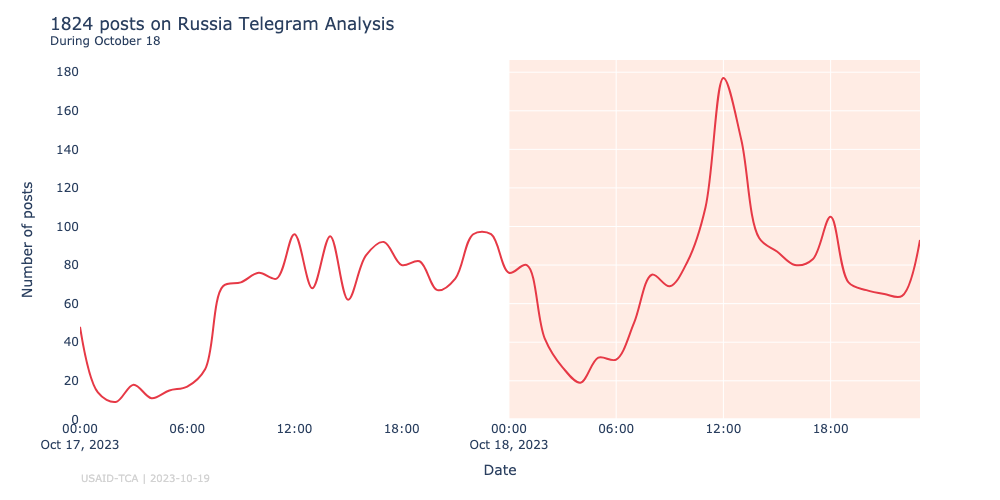 1824 posts on Russia Telegram Analysis
During October 18
Number of posts
180
160
140
120
100
80
60
40
20
0
00:00 06:00 12:00 18:00 00:00 06:00 12:00 18:00
Oct 17, 2023 Oct 18, 2023
Date
USAID-TCA | 2023-10-19